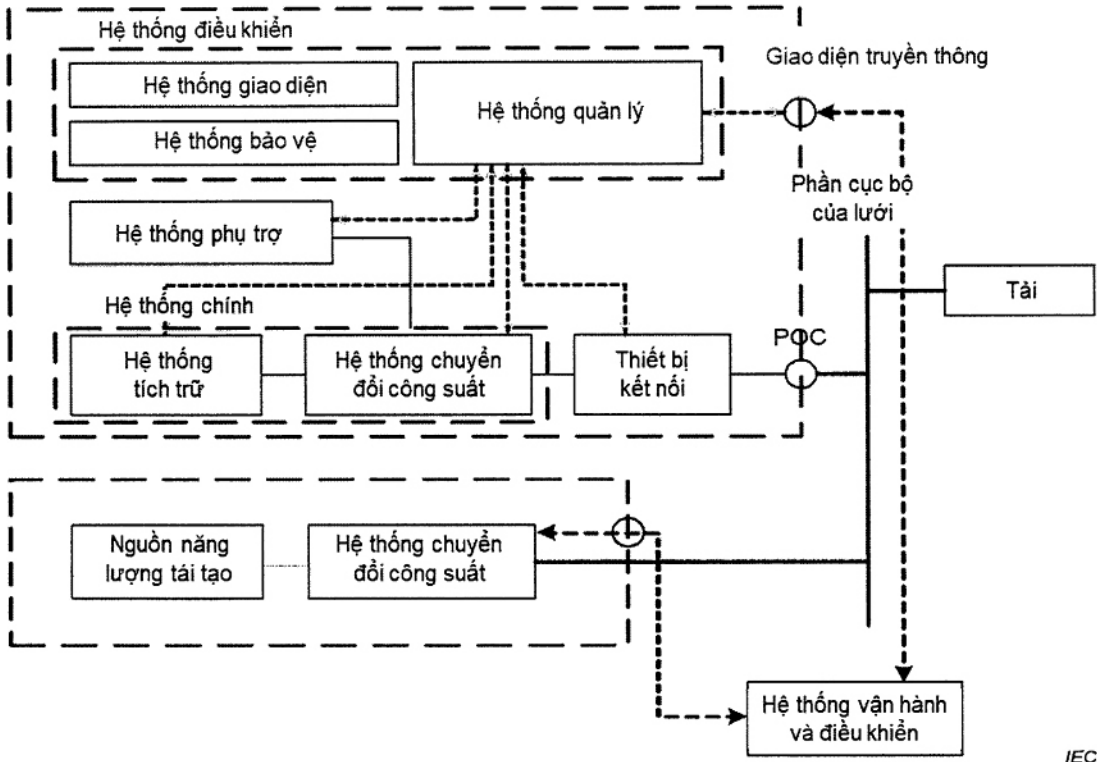 Hệ thống điều khiển
Giao diện truyền thông
Hệ thống giao diện
Hệ thống quản lý
Hệ thống bảo vệ
Phần cục bộ
của lưới
Hệ thống phụ trợ
Tải
Hệ thống chính
POC
Hệ thống
tích trữ
Hệ thống chuyển
đổi công suất
Thiết bị
kết nối
Nguồn năng
lượng tái tạo
Hệ thống chuyển
đổi công suất
Hệ thống vận hành
và điều khiển
IEC